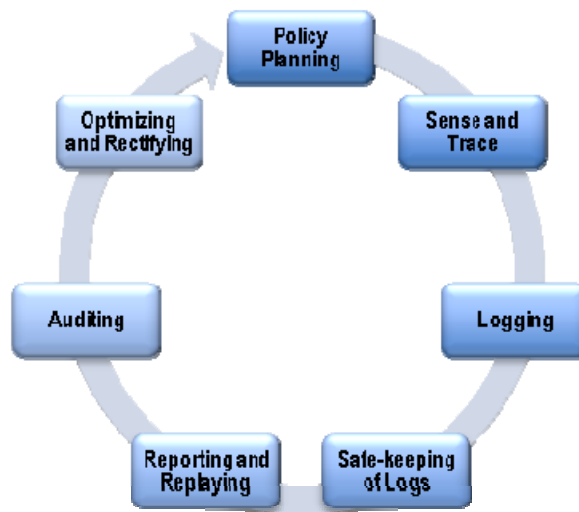 Policy
Planning
Sense and
Trace
Logging
Safe-keeping
of Logs
Reporting and
Replaying
Auditing
Optimizing
and Rectifying